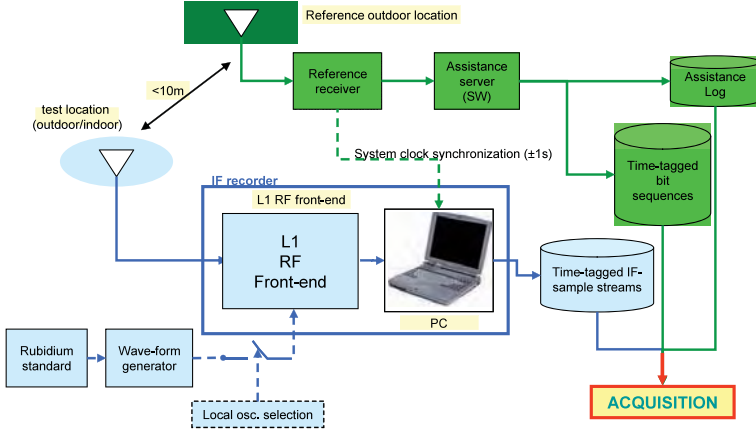 Reference outdoor location
Reference
receiver
Assistance
server
(SW)
Assistance
Log
<10m
test location
(outdoor/indoor)
System clock synchronization (±1s)
Time-tagged
bit
sequences
IF recorder
L1 RF front-end
L1
RF
Front-end
Time-tagged IF-
sample streams
PC
Rubidium
standard
Wave-form
generator
Local osc. selection
ACQUISITION